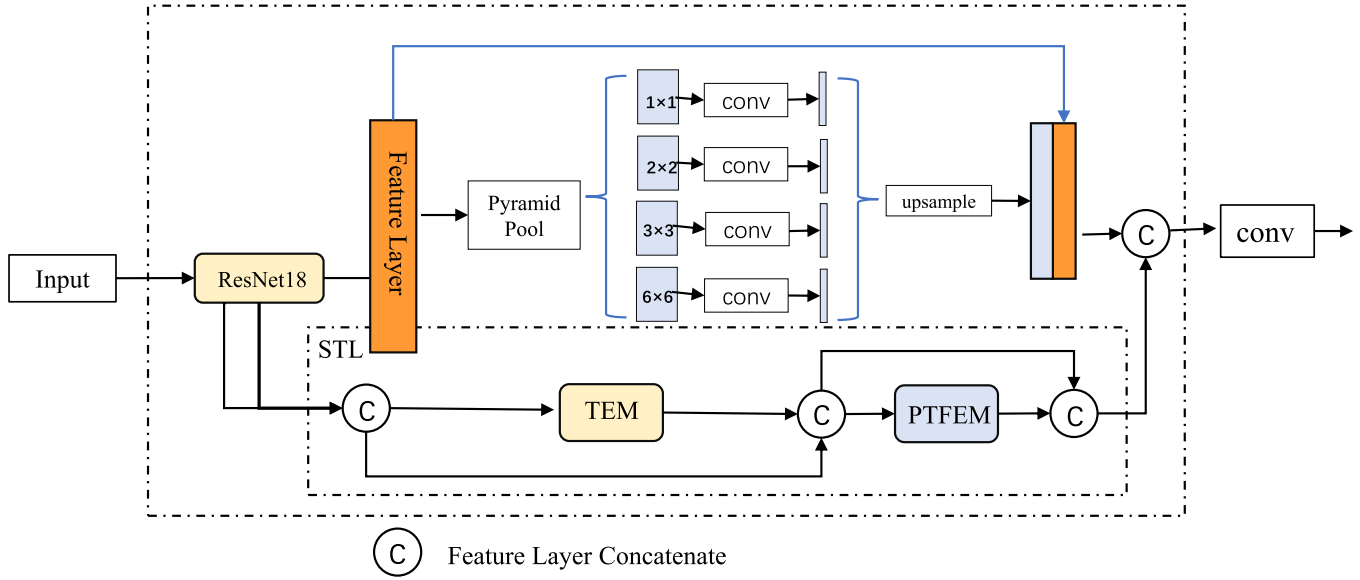 Input
ResNet18
Feature Layer
Pyramid
Pool
1×1
conv
2×2
conv
3×3
conv
6×6
conv
upsample
C
conv
STL
C
TEM
C
PTFEM
C
C
Feature Layer Concatenate